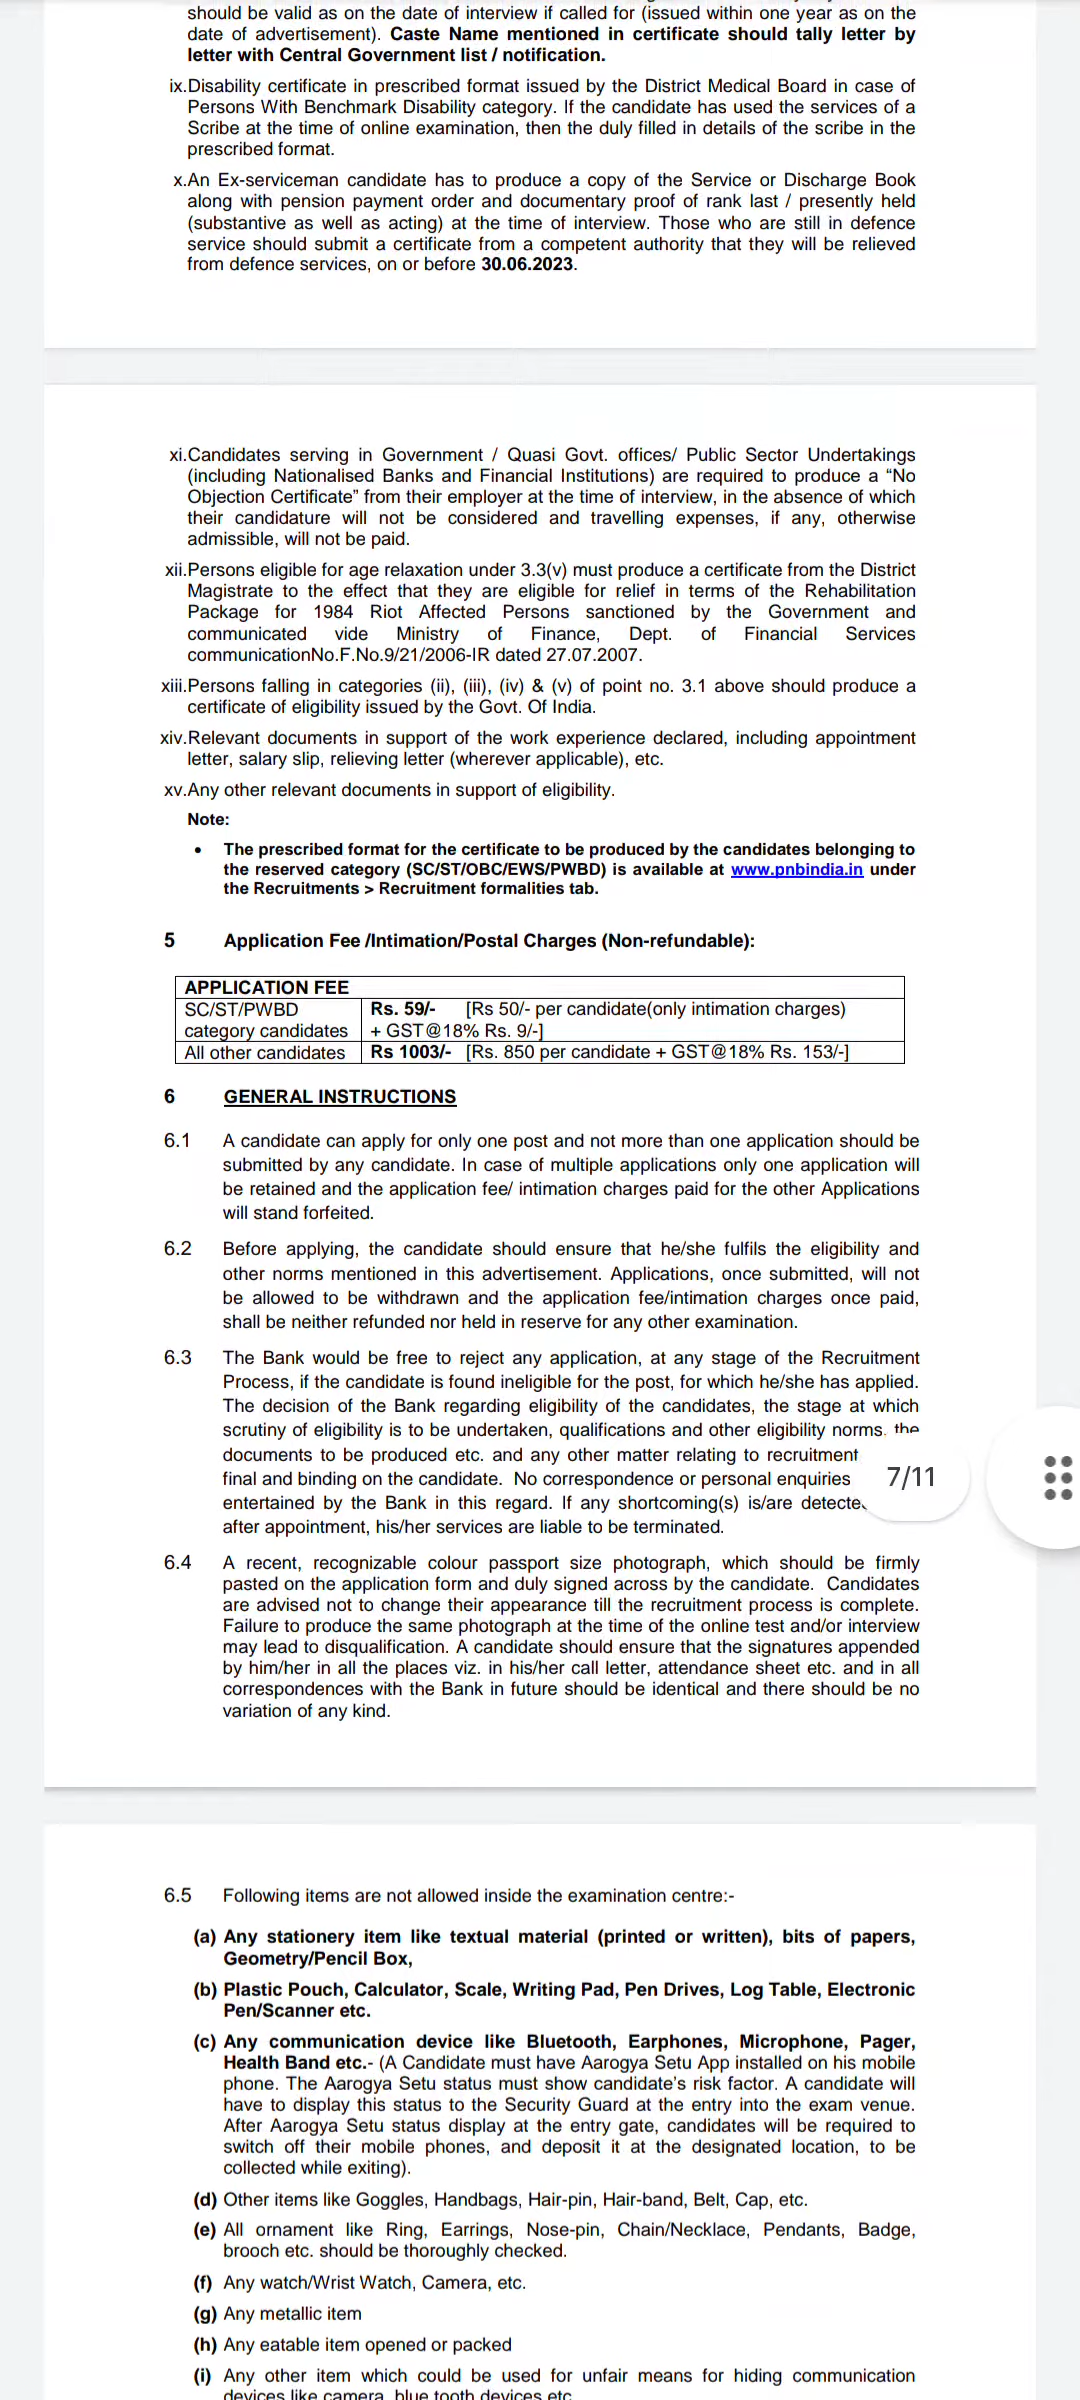 should be valid as on the date of interview if called for (issued within one year as on the
date of advertisement). Caste Name mentioned in certificate should tally letter by
letter with Central Government list / notification.
ix.Disability certificate in prescribed format issued by the District Medical Board in case of
Persons With Benchmark Disability category. If the candidate has used the services of a
Scribe at the time of online examination, then the duly filled in details of the scribe in the
prescribed format.
x.An Ex-serviceman candidate has to produce a copy of the Service or Discharge Book
along with pension payment order and documentary proof of rank last / presently held
(substantive as well as acting) at the time of interview. Those who are still in defence
service should submit a certificate from a competent authority that they will be relieved
from defence services, on or before 30.06.2023.
xi.Candidates serving in Government / Quasi Govt. offices/ Public Sector Undertakings
(including Nationalised Banks and Financial Institutions) are required to produce a “No
Objection Certificate” from their employer at the time of interview, in the absence of which
their candidature will not be considered and travelling expenses, if any, otherwise
admissible, will not be paid.
xii.Persons eligible for age relaxation under 3.3(v) must produce a certificate from the District
Magistrate to the effect that they are eligible for relief in terms of the Rehabilitation
Package for 1984 Riot Affected Persons sanctioned by the Government and
communicated vide Ministry of Finance, Dept. of Financial Services
communicationNo.F.No.9/21/2006-IR dated 27.07.2007.
xiii.Persons falling in categories (ii), (iii), (iv) & (v) of point no. 3.1 above should produce a
certificate of eligibility issued by the Govt. Of India.
xiv.Relevant documents in support of the work experience declared, including appointment
letter, salary slip, relieving letter (wherever applicable), etc.
xv.Any other relevant documents in support of eligibility.
Note:
• The prescribed format for the certificate to be produced by the candidates belonging to
the reserved category (SC/ST/OBC/EWS/PWBD) is available at www.pnbindia.in under
the Recruitments > Recruitment formalities tab.
5 Application Fee /Intimation/Postal Charges (Non-refundable):
APPLICATION FEE
SC/ST/PWBD Rs. 59/- [Rs 50/- per candidate(only intimation charges)
category candidates + GST@18% Rs. 9/-]
All other candidates Rs 1003/- [Rs. 850 per candidate + GST@18% Rs. 153/-]
6 GENERAL INSTRUCTIONS
6.1 A candidate can apply for only one post and not more than one application should be
submitted by any candidate. In case of multiple applications only one application will
be retained and the application fee/ intimation charges paid for the other Applications
will stand forfeited.
6.2 Before applying, the candidate should ensure that he/she fulfils the eligibility and
other norms mentioned in this advertisement. Applications, once submitted, will not
be allowed to be withdrawn and the application fee/intimation charges once paid,
shall be neither refunded nor held in reserve for any other examination.
6.3 The Bank would be free to reject any application, at any stage of the Recruitment
Process, if the candidate is found ineligible for the post, for which he/she has applied.
The decision of the Bank regarding eligibility of the candidates, the stage at which
scrutiny of eligibility is to be undertaken, qualifications and other eligibility norms, the
documents to be produced etc. and any other matter relating to recruitment
final and binding on the candidate. No correspondence or personal enquiries
7/11
entertained by the Bank in this regard. If any shortcoming(s) is/are
after appointment, his/her services are liable to be terminated.
6.4 A recent, recognizable colour passport size photograph, which should be firmly
pasted on the application form and duly signed across by the candidate. Candidates
are advised not to change their appearance till the recruitment process is complete.
Failure to produce the same photograph at the time of the online test and/or interview
may lead to disqualification. A candidate should ensure that the signatures appended
by him/her in all the places viz. in his/her call letter, attendance sheet etc. and in all
correspondences with the Bank in future should be identical and there should be no
variation of any kind.
6.5 Following items are not allowed inside the examination centre:-
(a) Any stationery item like textual material (printed or written), bits of papers,
Geometry/Pencil Box,
(b) Plastic Pouch, Calculator, Scale, Writing Pad, Pen Drives, Log Table, Electronic
Pen/Scanner etc.
(c) Any communication device like Bluetooth, Earphones, Microphone, Pager,
Health Band etc.- (A Candidate must have Aarogya Setu App installed on his mobile
phone. The Aarogya Setu status must show candidate’s risk factor. A candidate will
have to display this status to the Security Guard at the entry into the exam venue.
After Aarogya Setu status display at the entry gate, candidates will be required to
switch off their mobile phones, and deposit it at the designated location, to be
collected while exiting).
(d) Other items like Goggles, Handbags, Hair-pin, Hair-band, Belt, Cap, etc.
(e) All ornament like Ring, Earrings, Nose-pin, Chain/Necklace, Pendants, Badge,
brooch etc. should be thoroughly checked.
(f) Any watch/Wrist Watch, Camera, etc.
(g) Any metallic item
(h) Any eatable item opened or packed
(i) Any other item which could be used for unfair means for hiding communication
devices like camera, blue tooth devices etc.